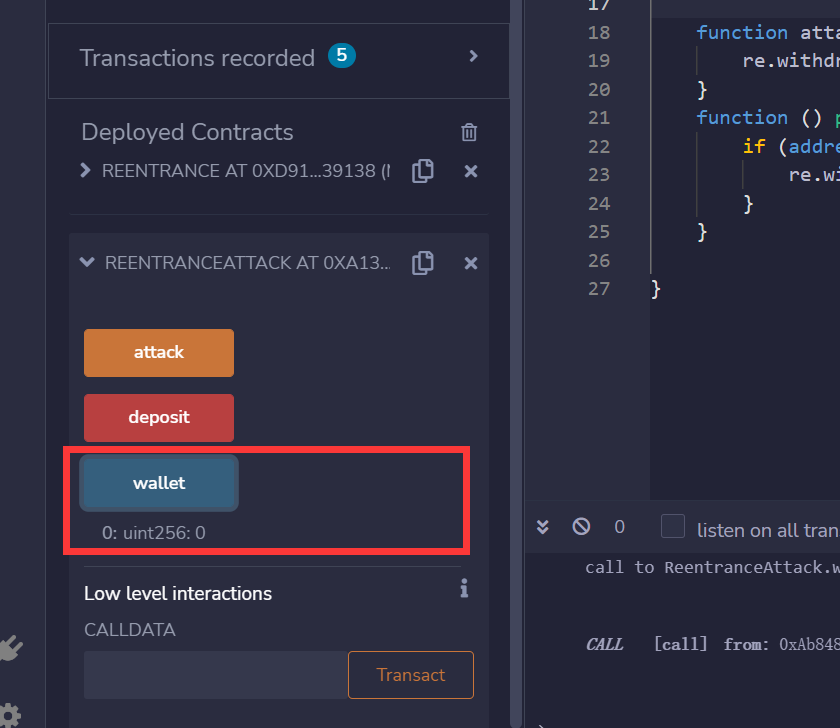 Transactions recorded 5
Deployed Contracts
REENTRANCE AT 0XD91...39138 (
REENTRANCEATTACK AT 0XA13...
attack
deposit
wallet
0: uint256: 0
Low level interactions
i
CALLDATA
Transact
17
18 function atta
19 re.withdr
20 }
21 function () p
22 if (addre
23 re.wi
24 }
25 }
26
27 }
0 listen on all tran
call to ReentranceAttack.w
CALL [call] from: 0xAb848
>